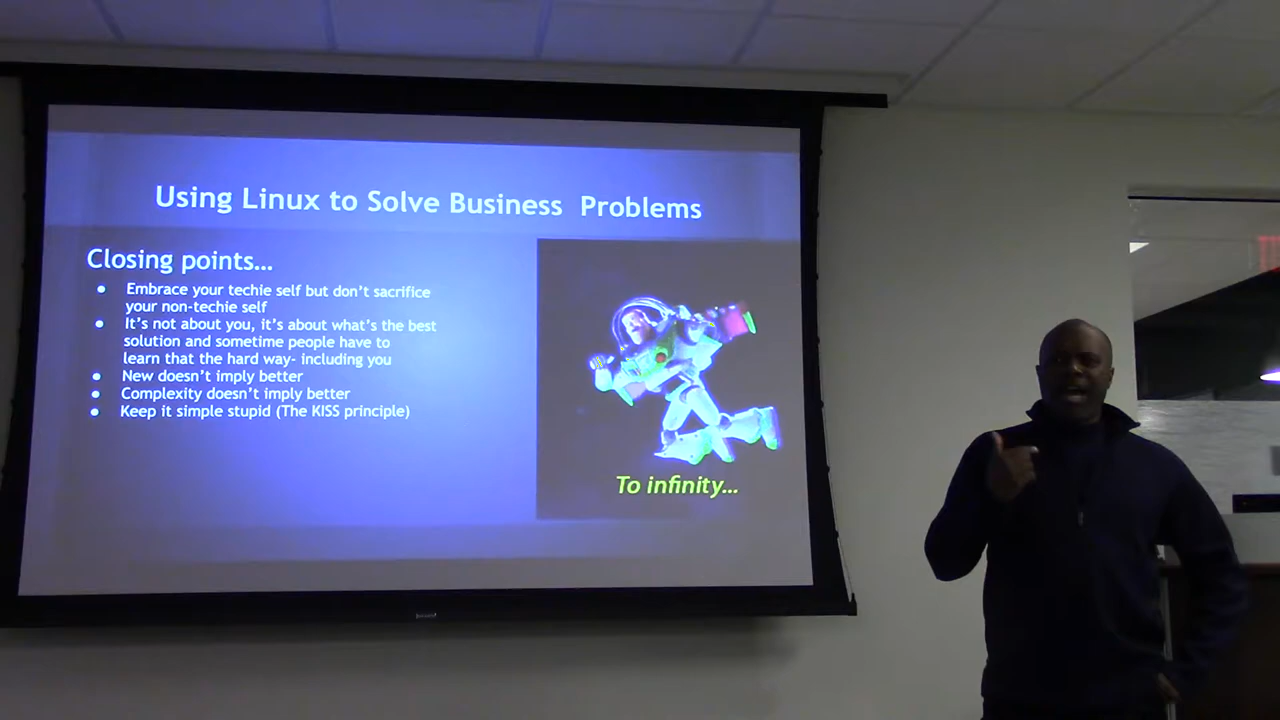 Using Linux to Solve Business  Problems
Closing points...
● Embrace your techie self but don't sacrifice
your non-techie self
● It's not about you, it's about what's the best
solution and sometime people have to
learn that the hard way- including you
● New doesn't imply better
● Complexity doesn't imply better
● Keep it simple stupid (The KISS principle)
To infinity...